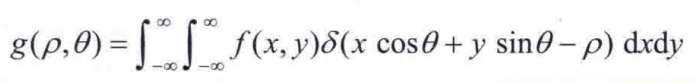 g(ρ,θ) = ∫_{-∞}^{∞} ∫_{-∞}^{∞} f(x, y)δ(x cosθ + y sinθ − ρ) dxdy